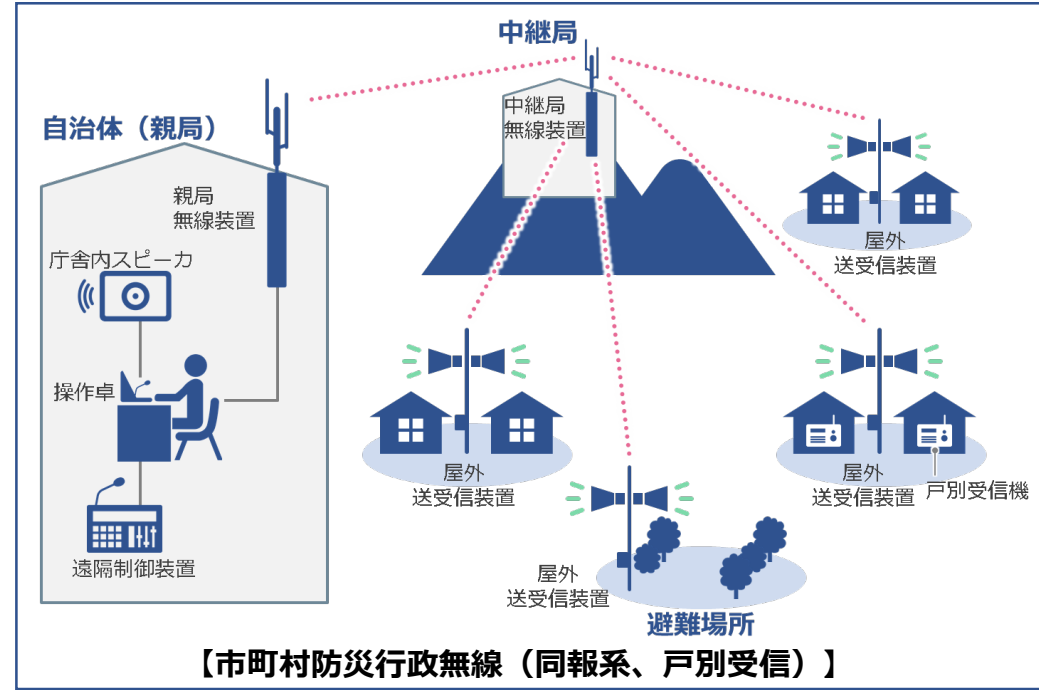 中継局
中継局
無線装置
自治体（親局）
親局
無線装置
庁舎内スピーカ
操作卓
遠隔制御装置
屋外
送受信装置
屋外
送受信装置
屋外
送受信装置
戸別受信機
屋外
送受信装置
避難場所
【市町村防災行政無線（同報系、戸別受信）】